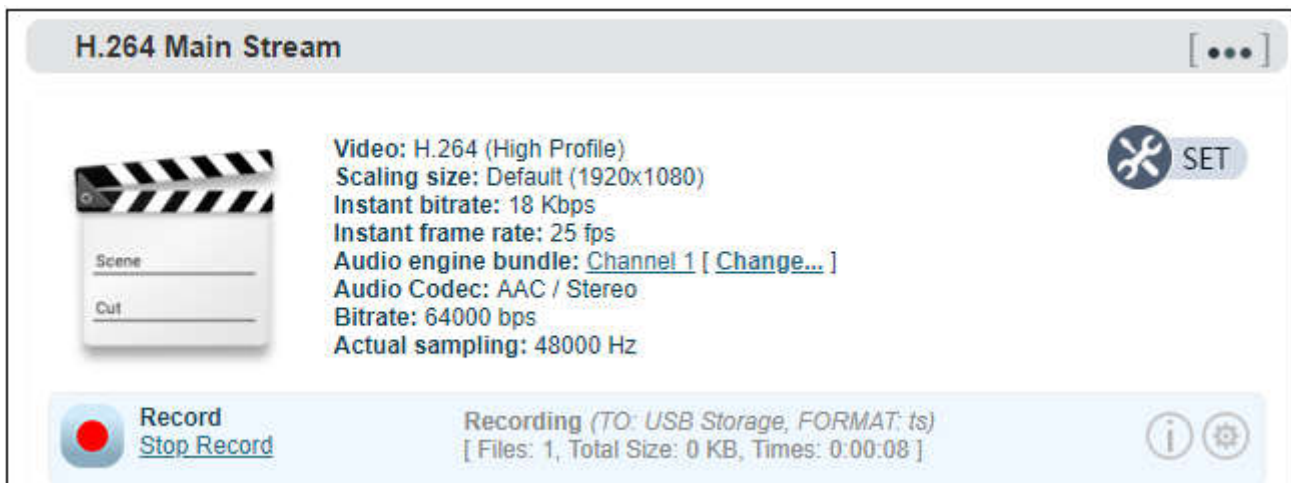 H.264 Main Stream
[ ••• ]
Video: H.264 (High Profile)
Scaling size: Default (1920x1080)
Instant bitrate: 18 Kbps
Instant frame rate: 25 fps
Audio engine bundle: Channel 1 [ Change... ]
Audio Codec: AAC / Stereo
Bitrate: 64000 bps
Actual sampling: 48000 Hz
SET
Scene
Cut
Record
Stop Record
Recording (TO: USB Storage, FORMAT: ts)
[ Files: 1, Total Size: 0 KB, Times: 0:00:08 ]